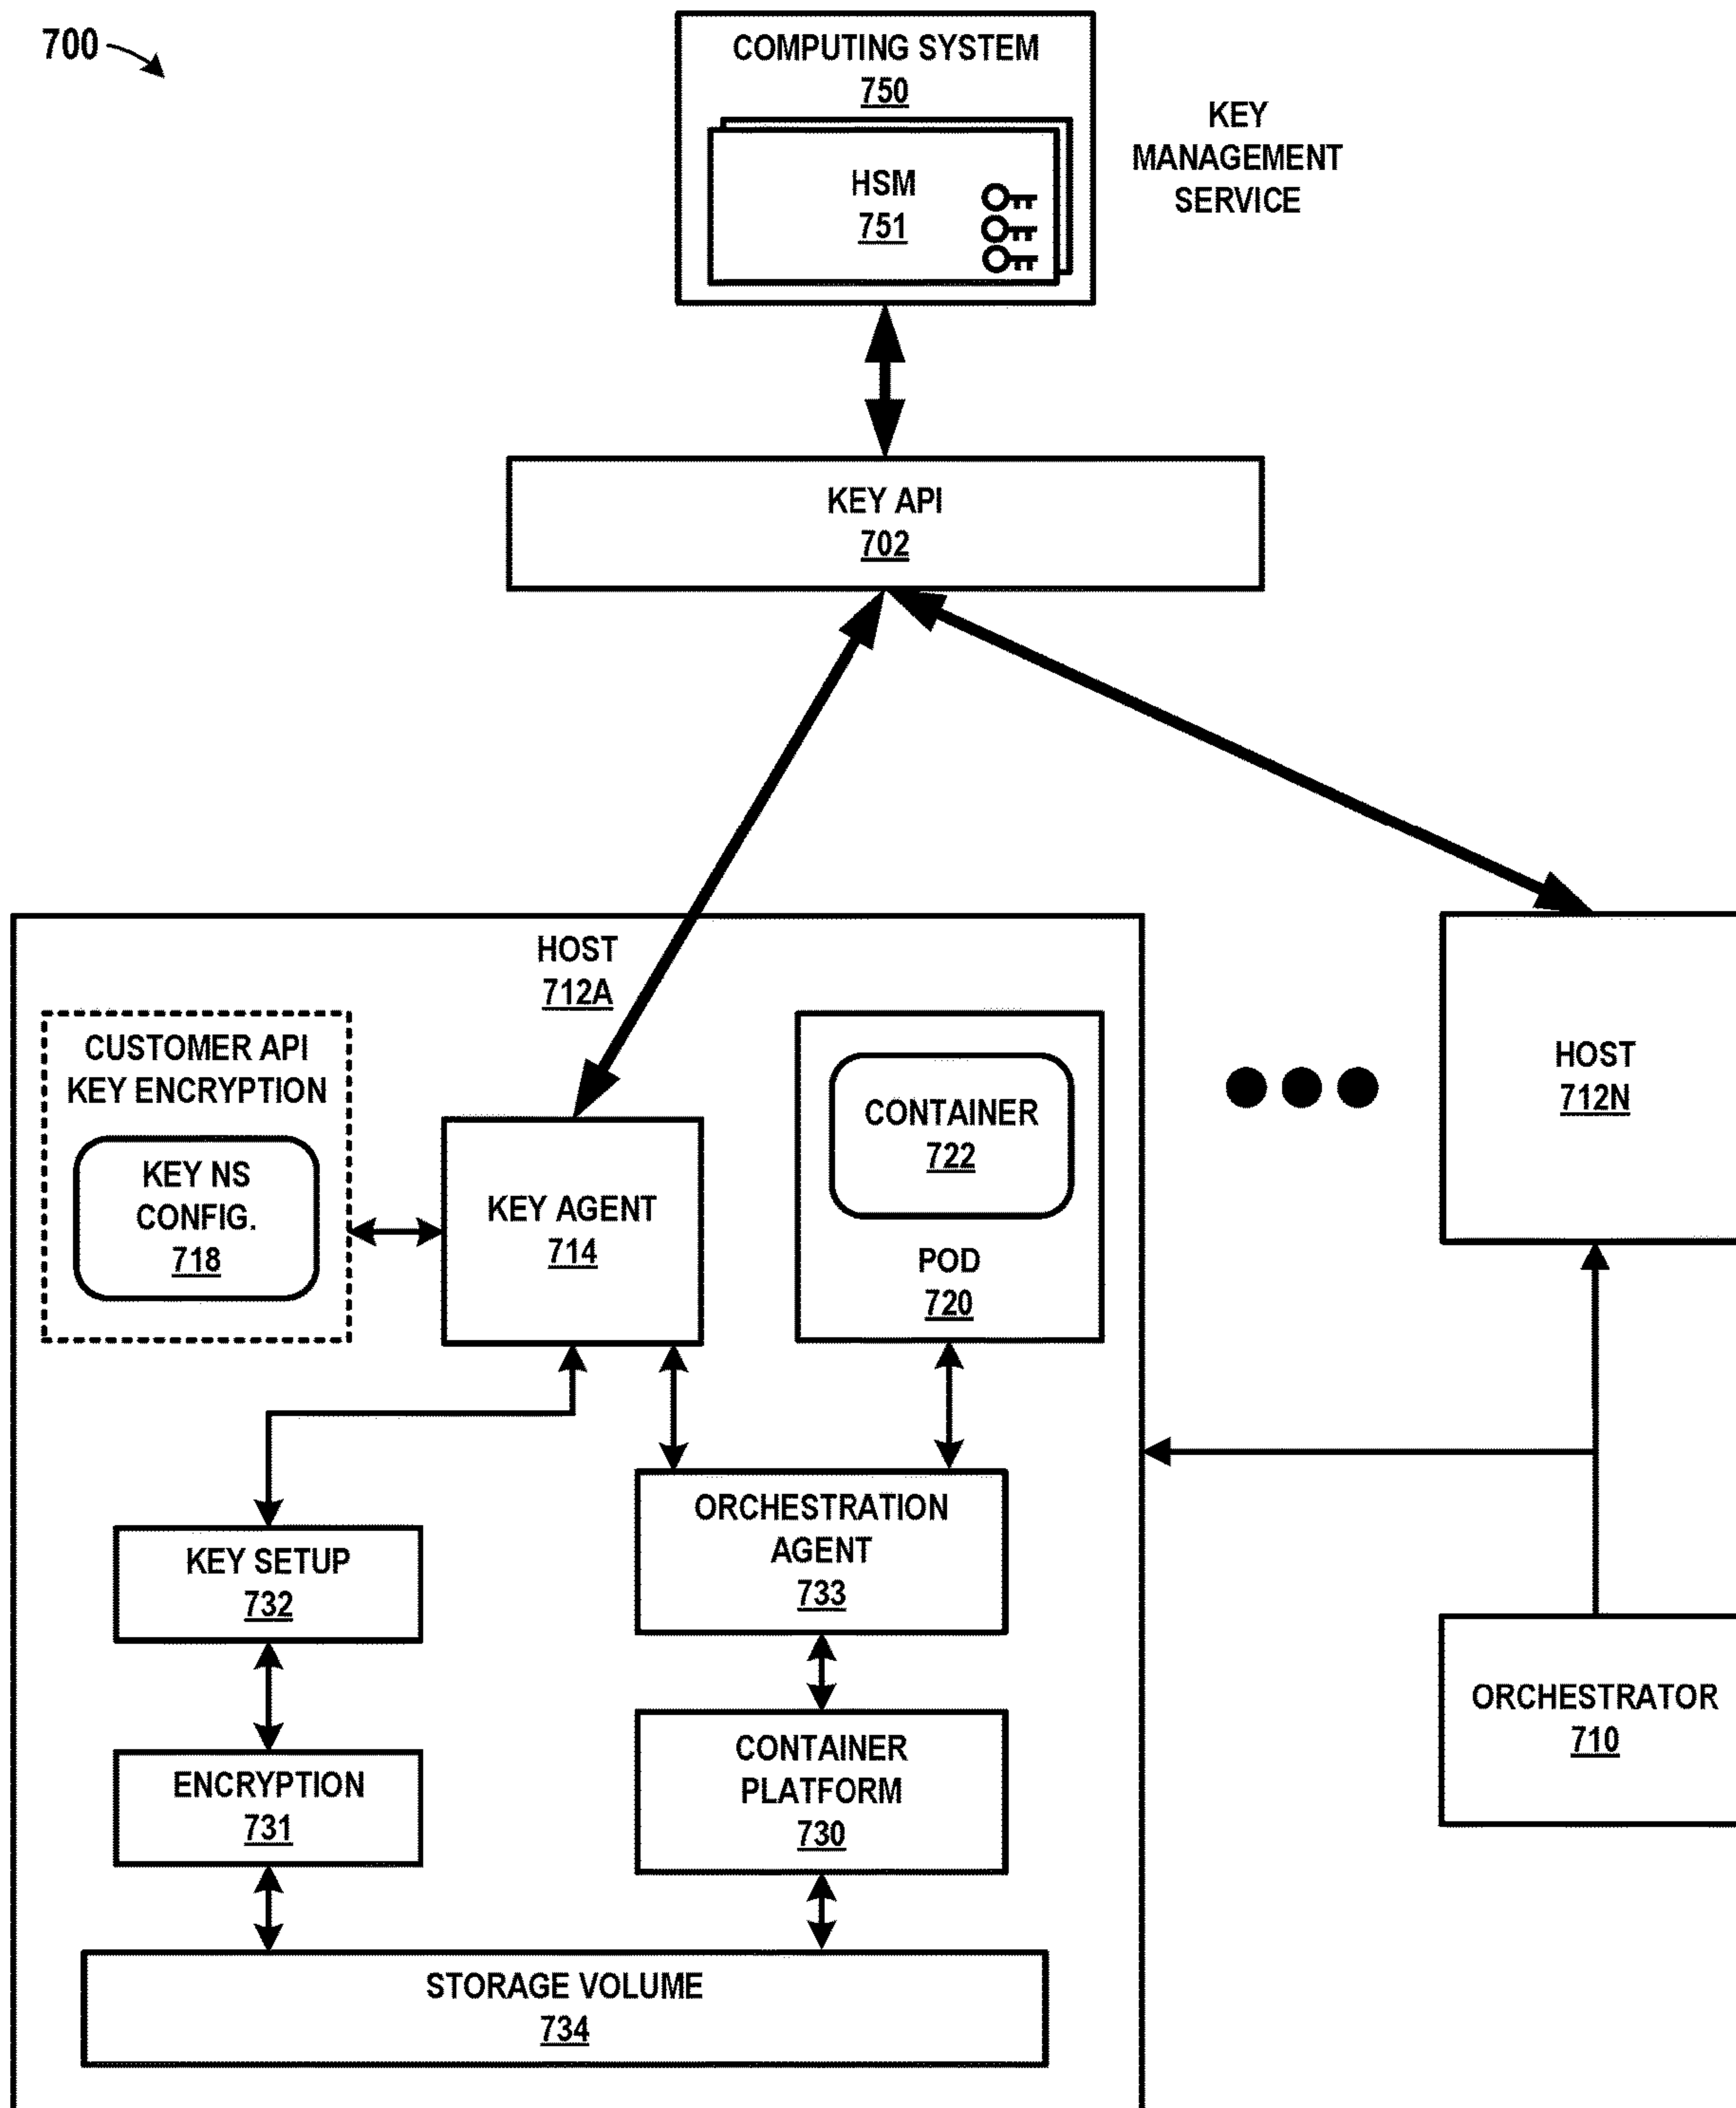 700
COMPUTING SYSTEM
750
HSM
751
KEY
MANAGEMENT
SERVICE
KEY API
702
HOST
712A
CUSTOMER API
KEY ENCRYPTION
KEY NS
CONFIG.
718
KEY AGENT
714
CONTAINER
722
POD
720
HOST
712N
KEY SETUP
732
ORCHESTRATION
AGENT
733
ENCRYPTION
731
CONTAINER
PLATFORM
730
ORCHESTRATOR
710
STORAGE VOLUME
734